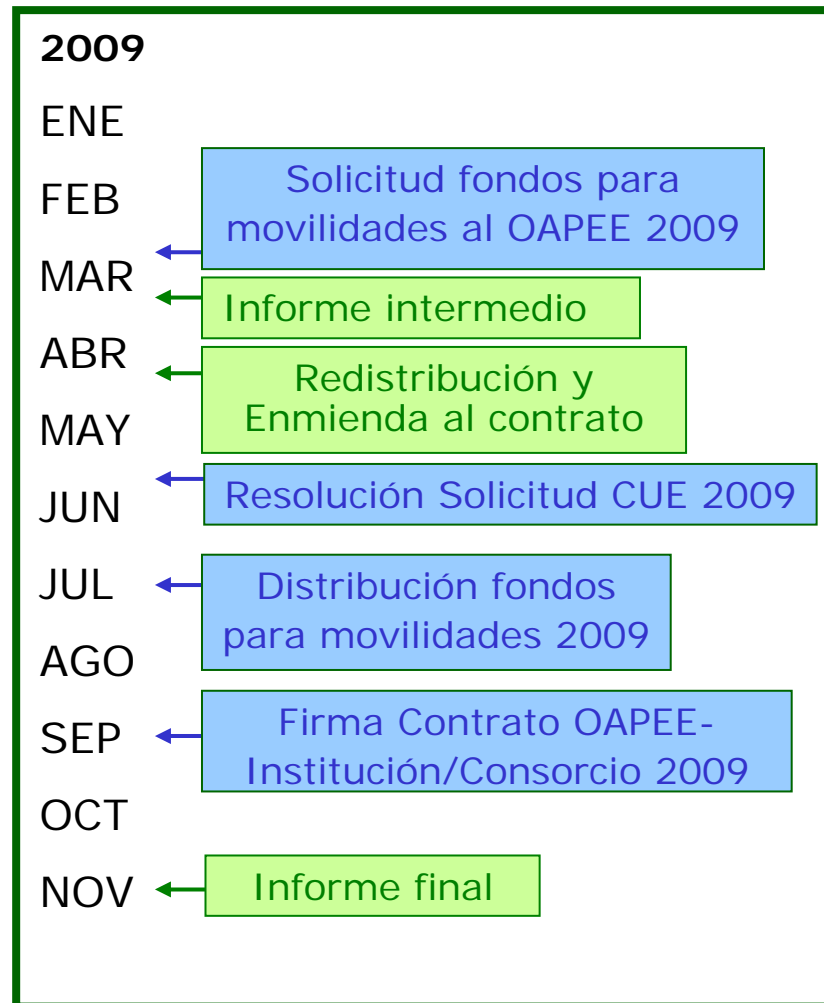 2009
ENE
FEB
Solicitud fondos para
movilidades al OAPEE 2009
MAR
Informe intermedio
ABR
Redistribución y
Enmienda al contrato
MAY
Resolución Solicitud CUE 2009
JUN
JUL
Distribución fondos
para movilidades 2009
AGO
SEP
Firma Contrato OAPEE-
Institución/Consorcio 2009
OCT
NOV
Informe final